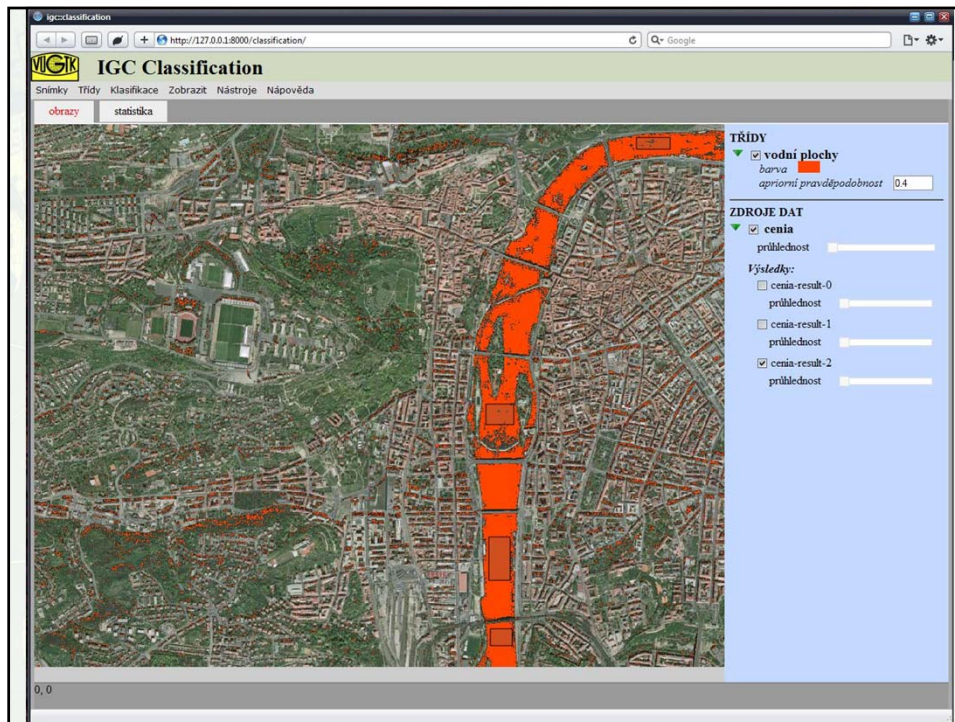 igc::classification
http://127.0.0.1:8000/classification/
Google
VÚGTK
IGC Classification
Snímky Třídy Klasifikace Zobrazit Nástroje Nápověda
obrazy statistika
TŘÍDY
vodní plochy
barva
apriorní pravděpodobnost 0.4
ZDROJE DAT
cenia
průhlednost
Výsledky:
cenia-result-0
průhlednost
cenia-result-1
průhlednost
cenia-result-2
průhlednost
0, 0